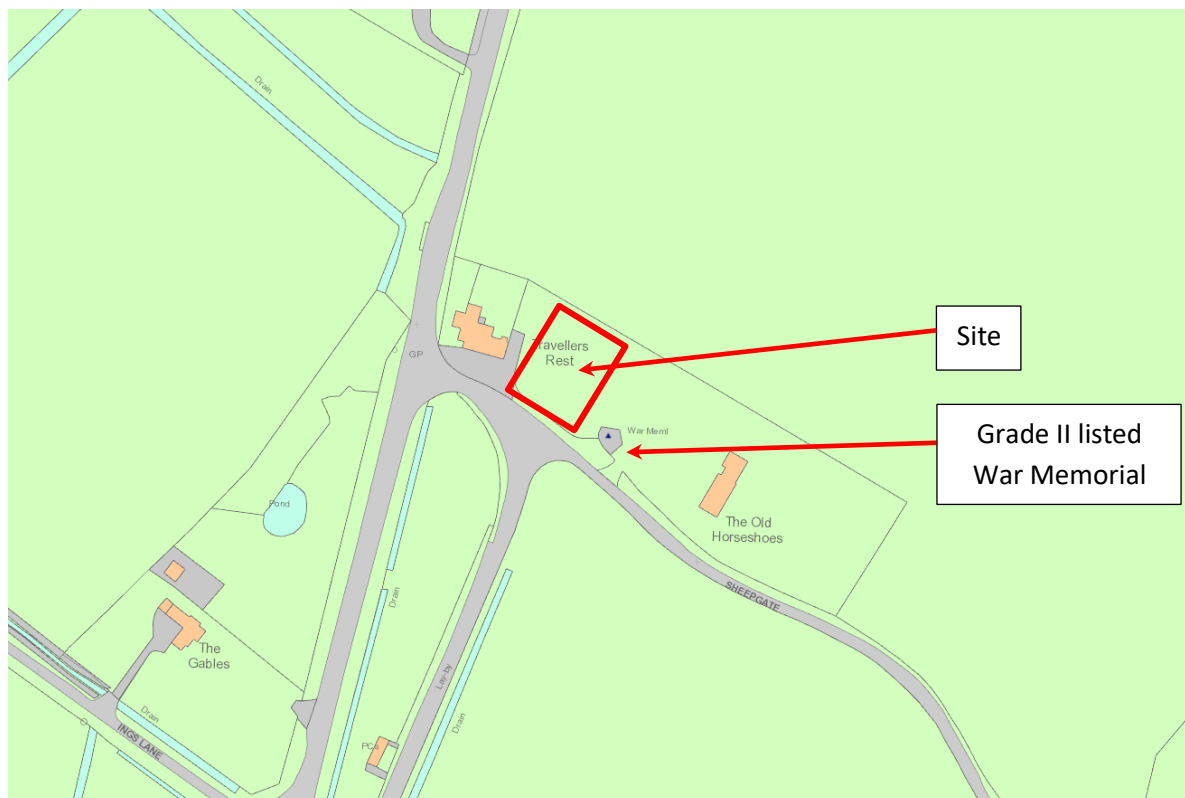 Drain
Travellers
Rest
Site
GP
Grade II listed
War Memorial
War Meml
Pond
The Old
Horseshoes
SHEEPGATE
Drain
The
Gables
Lay-by
Drain
Drain
INGS LANE
PCs